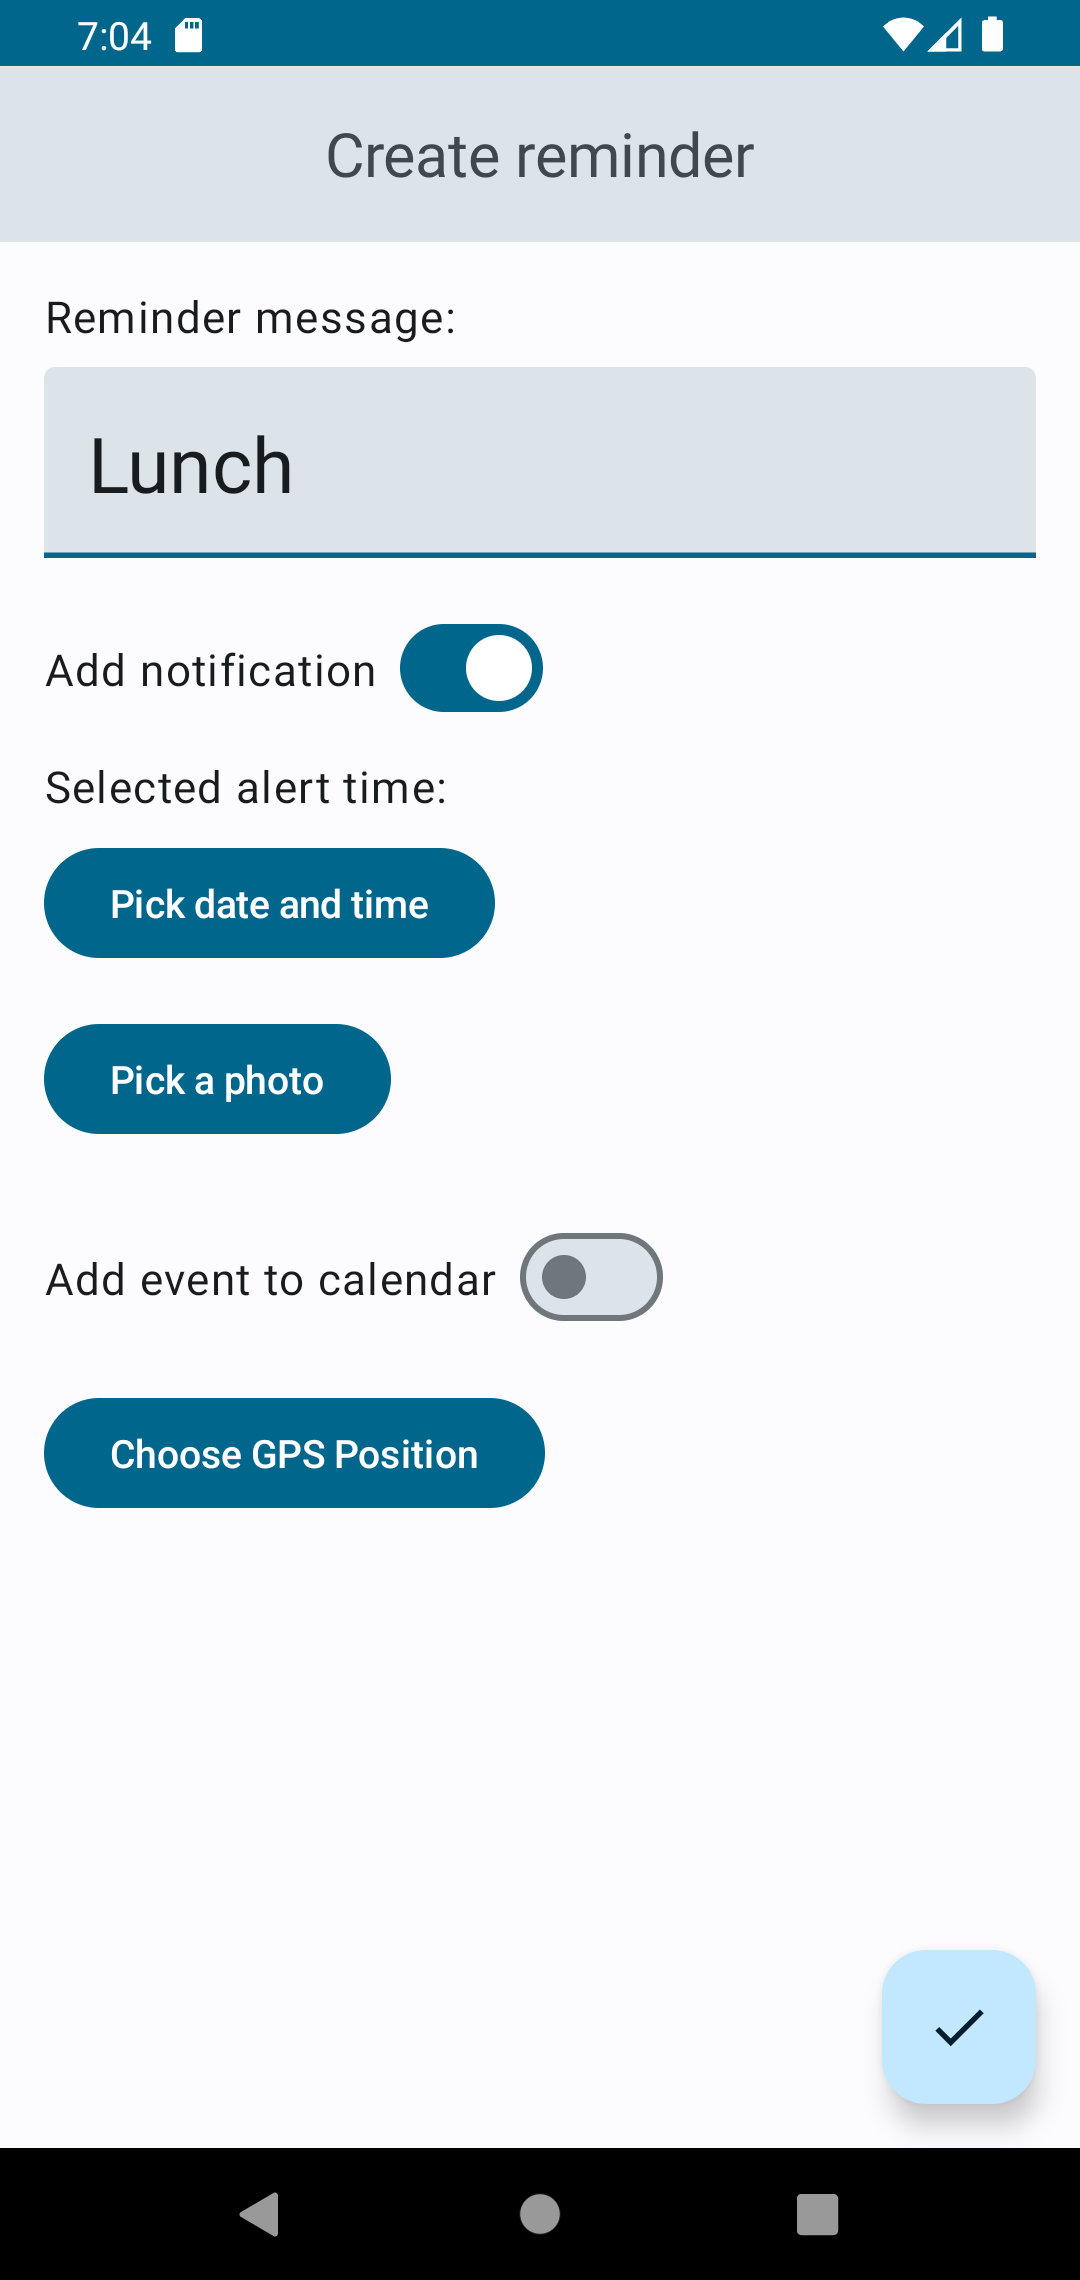 7:04
Create reminder
Reminder message:
Lunch
Add notification
Selected alert time:
Pick date and time
Pick a photo
Add event to calendar
Choose GPS Position